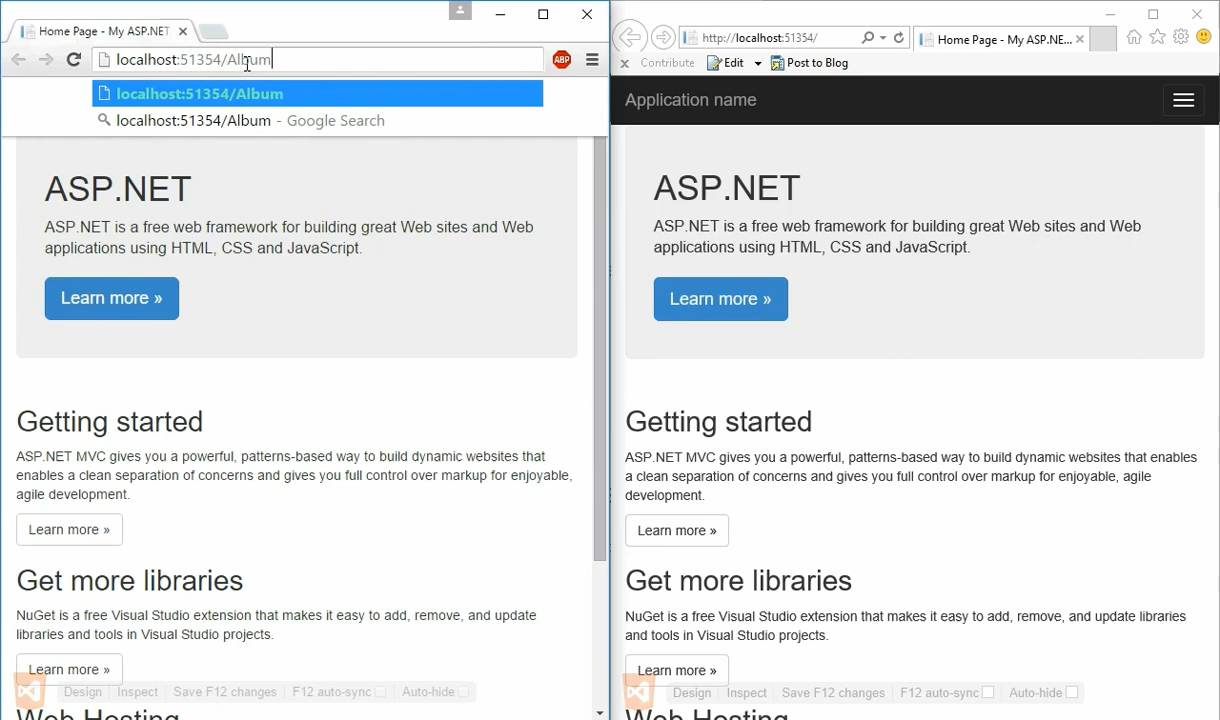 Home Page - My ASP.NET
localhost:51354/Album
ABP
localhost:51354/Album
localhost:51354/Album - Google Search
ASP.NET
ASP.NET is a free web framework for building great Web sites and Web
applications using HTML, CSS and JavaScript.
Learn more »
Getting started
ASP.NET MVC gives you a powerful, patterns-based way to build dynamic websites that
enables a clean separation of concerns and gives you full control over markup for enjoyable,
agile development.
Learn more »
Get more libraries
NuGet is a free Visual Studio extension that makes it easy to add, remove, and update
libraries and tools in Visual Studio projects.
Learn more »
Design Inspect Save F12 changes F12 auto-sync Auto-hide
Web Hosting
http://localhost:51354/
Home Page - My ASP.NE...
x Contribute Edit Post to Blog
Application name
ASP.NET
ASP.NET is a free web framework for building great Web sites and Web
applications using HTML, CSS and JavaScript.
Learn more »
Getting started
ASP.NET MVC gives you a powerful, patterns-based way to build dynamic websites that enables
a clean separation of concerns and gives you full control over markup for enjoyable, agile
development.
Learn more »
Get more libraries
NuGet is a free Visual Studio extension that makes it easy to add, remove, and update libraries
and tools in Visual Studio projects.
Learn more »
Design Inspect Save F12 changes F12 auto-sync Auto-hide
Web Hosting